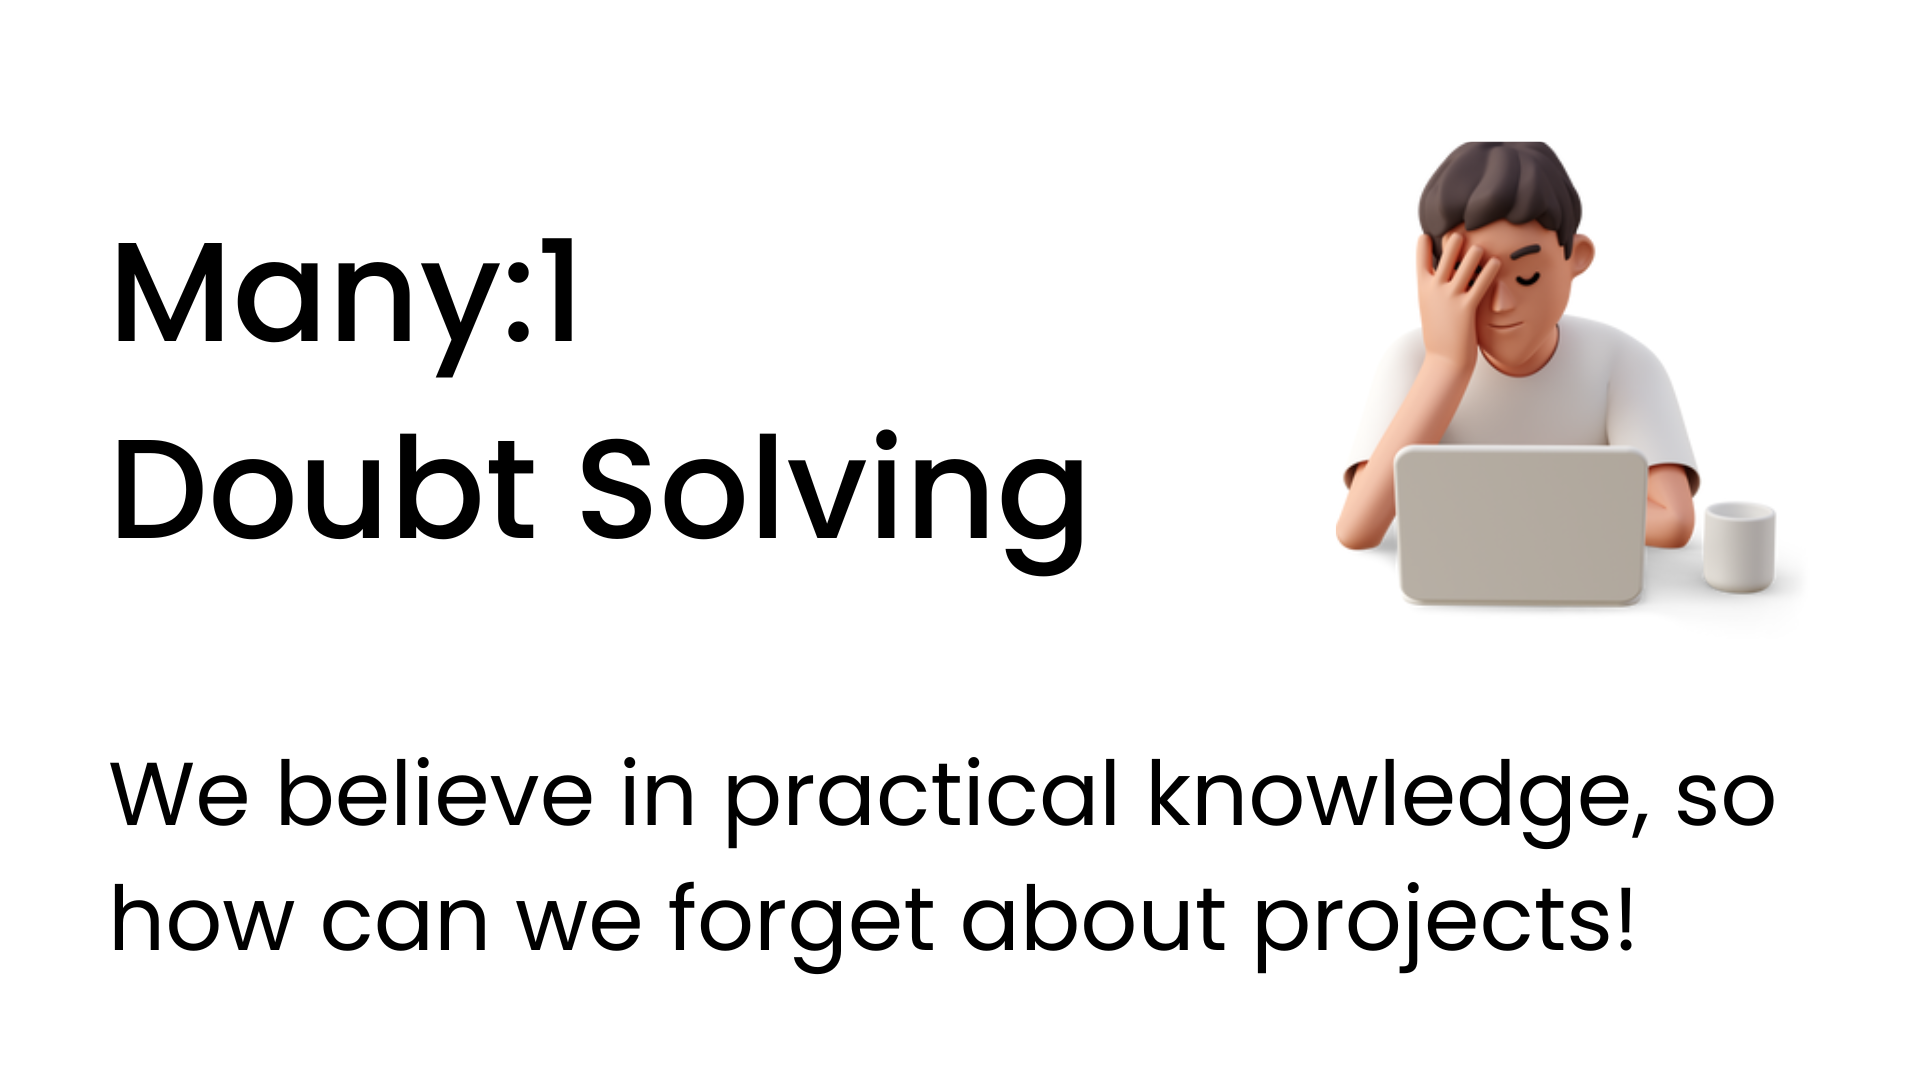 Many:1
Doubt Solving
We believe in practical knowledge, so
how can we forget about projects!